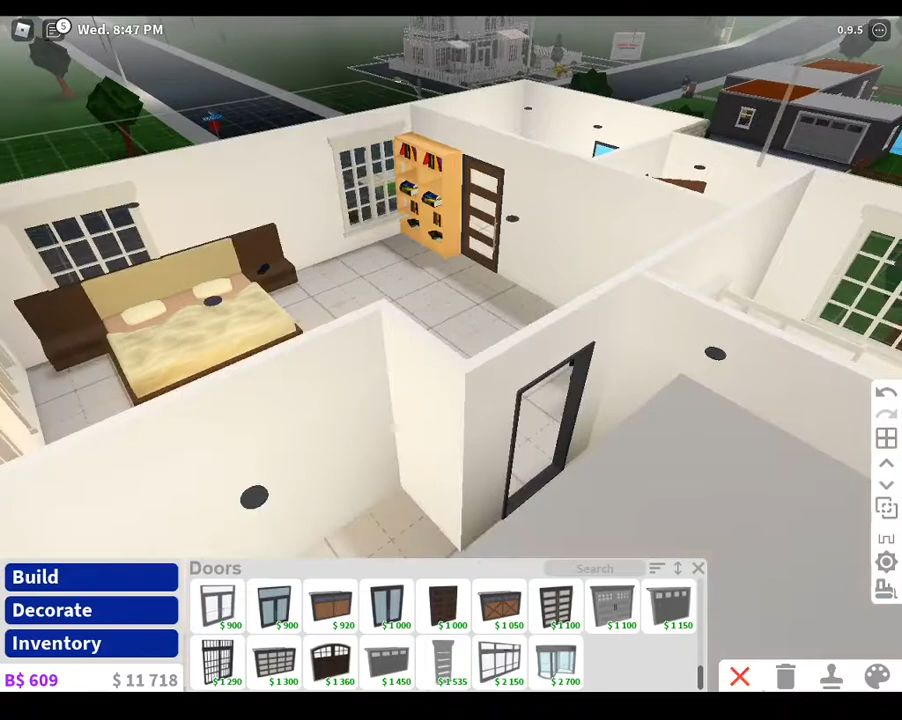 5
Wed. 8:47 PM
0.9.5
Doors
Search
Build
Decorate
Inventory
B$ 609
$ 11 718
$ 900
$ 900
$ 920
$ 1 000
$ 1 000
$ 1 050
$ 1 100
$ 1 100
$ 1 150
$ 1 290
$ 1 300
$ 1 360
$ 1 450
$ 1 535
$ 2 150
$ 2 700